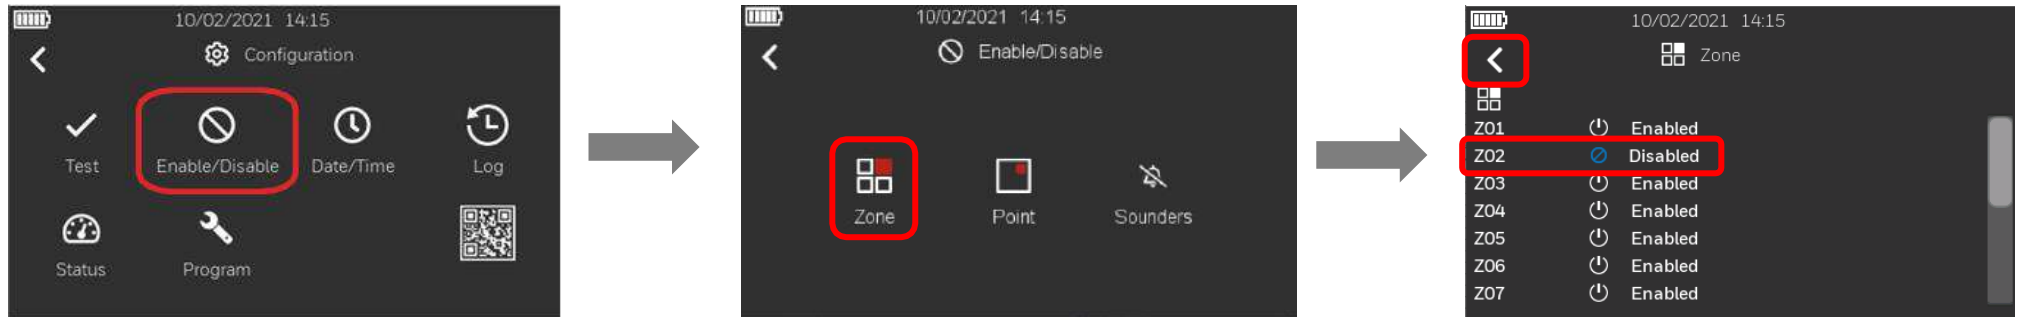 10/02/2021 14:15
Configuration
Test
Enable/Disable
Date/Time
Log
Status
Program
10/02/2021 14:15
Enable/Disable
Zone
Point
Sounders
10/02/2021 14:15
Zone
Z01 Enabled
Z02 Disabled
Z03 Enabled
Z04 Enabled
Z05 Enabled
Z06 Enabled
Z07 Enabled